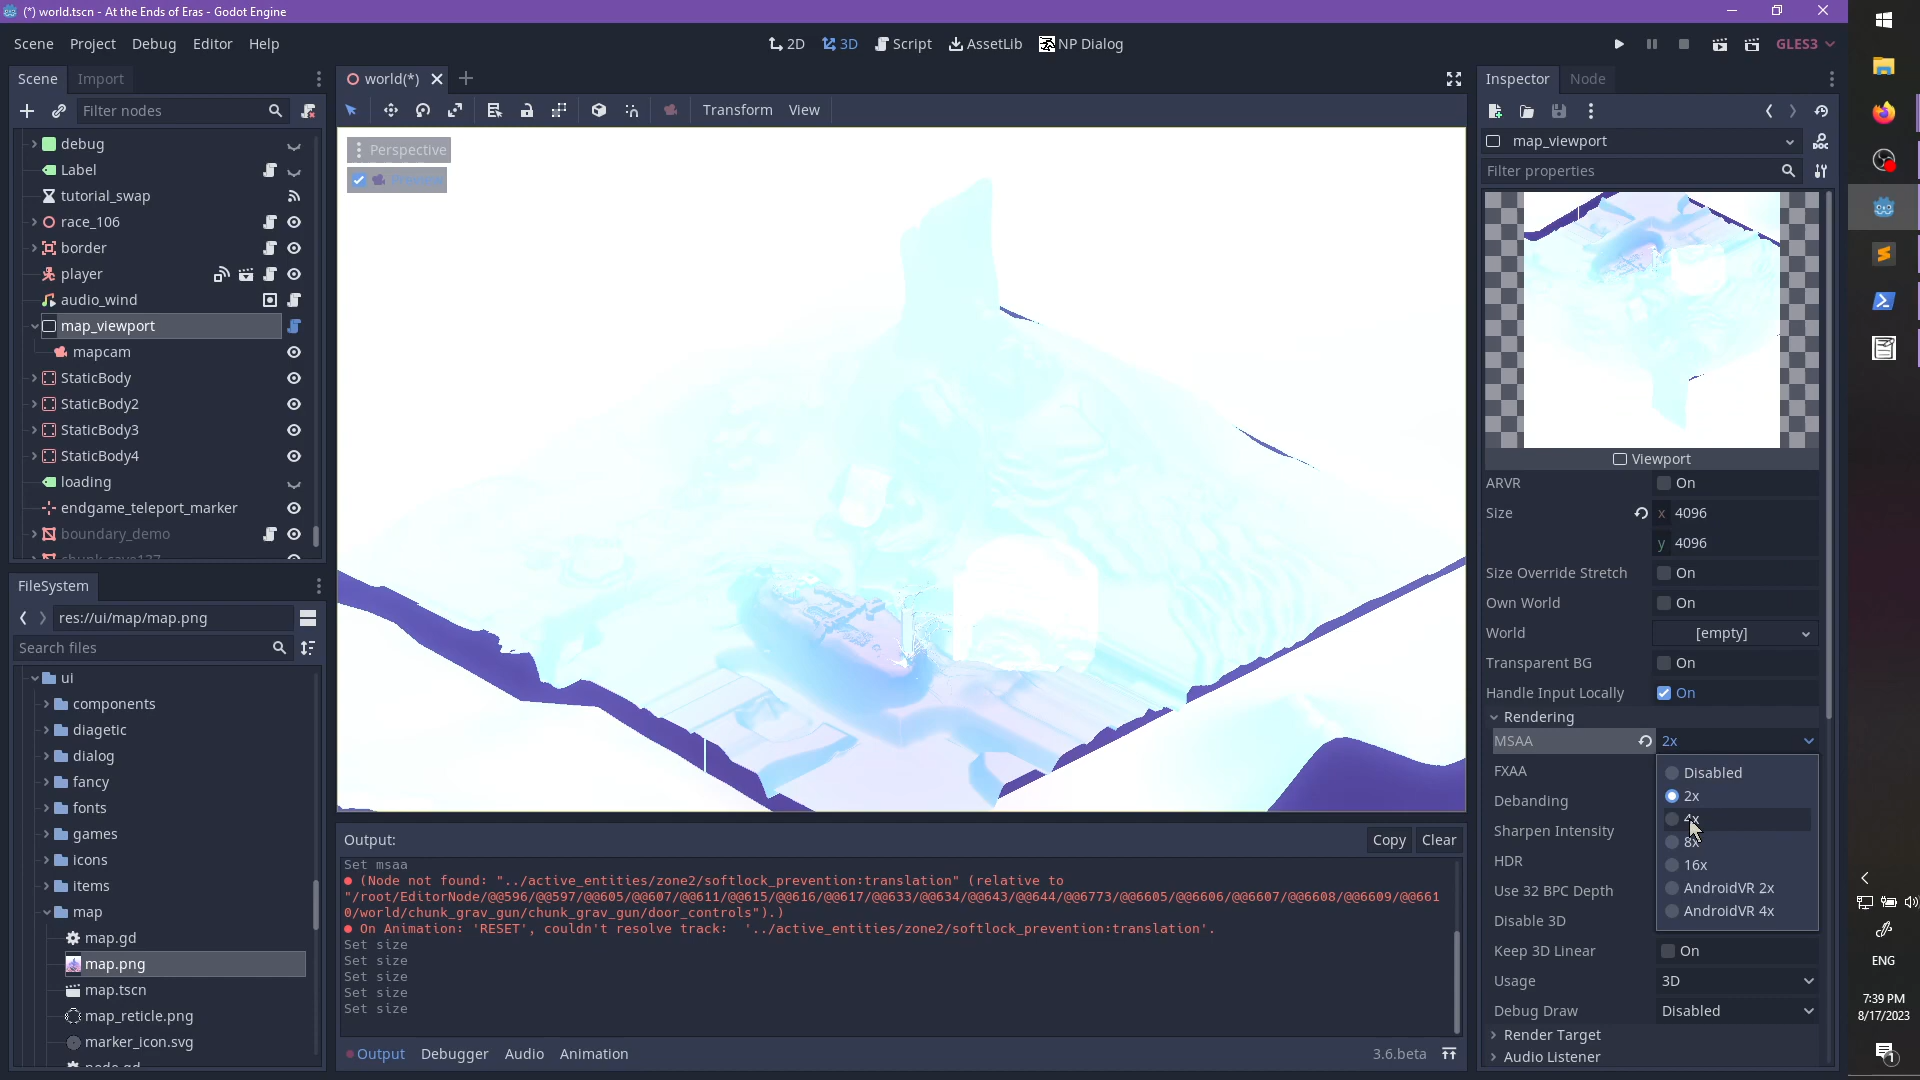 (*) world.tscn - At the Ends of Eras - Godot Engine
Scene Project Debug Editor Help
2D 3D Script AssetLib NP Dialog
GLES3
Scene Import
Filter nodes
debug
Label
tutorial_swap
race_106
border
player
audio_wind
map_viewport
mapcam
StaticBody
StaticBody2
StaticBody3
StaticBody4
loading
endgame_teleport_marker
boundary_demo
FileSystem
res://ui/map/map.png
Search files
ui
components
diagetic
dialog
fancy
fonts
games
icons
items
map
map.gd
map.png
map.tscn
map_reticle.png
marker_icon.svg
world(*)
Transform View
Perspective
Preview
Output:
Copy Clear
Set msaa
(Node not found: "../active_entities/zone2/softlock_prevention:translation" (relative to
"/root/EditorNode/@@596/@@597/@@605/@@607/@@611/@@615/@@616/@@617/@@633/@@634/@@643/@@644/@@6773/@@6605/@@6606/@@6607/@@6608/@@6609/@@661
0/world/chunk_grav_gun/chunk_grav_gun/door_controls").)
On Animation: 'RESET', couldn't resolve track:  '../active_entities/zone2/softlock_prevention:translation'.
Set size
Set size
Set size
Set size
Set size
Output Debugger Audio Animation
3.6.beta
Inspector Node
map_viewport
Filter properties
Viewport
ARVR On
Size x 4096
y 4096
Size Override Stretch On
Own World On
World [empty]
Transparent BG On
Handle Input Locally On
Rendering
MSAA 2x
FXAA
Debanding
Sharpen Intensity
HDR
Use 32 BPC Depth
Disable 3D
Disabled
2x
4x
8x
16x
AndroidVR 2x
AndroidVR 4x
Keep 3D Linear On
Usage 3D
Debug Draw Disabled
Render Target
Audio Listener
ENG
7:39 PM
8/17/2023
1